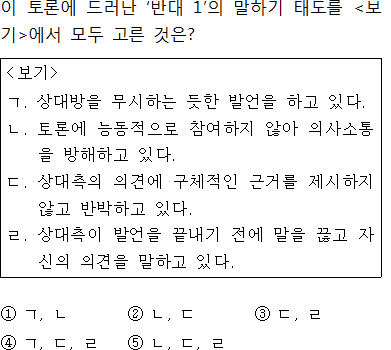 이 토론에 드러난 '반대 1'의 말하기 태도를 <보
기>에서 모두 고른 것은?
<보기>
ㄱ. 상대방을 무시하는 듯한 발언을 하고 있다.
ㄴ. 토론에 능동적으로 참여하지 않아 의사소통
을 방해하고 있다.
ㄷ. 상대측의 의견에 구체적인 근거를 제시하지
않고 반박하고 있다.
ㄹ. 상대측이 발언을 끝내기 전에 말을 끊고 자
신의 의견을 말하고 있다.
① ㄱ, ㄴ ② ㄴ, ㄷ ③ ㄷ, ㄹ
④ ㄱ, ㄷ, ㄹ ⑤ ㄴ, ㄷ, ㄹ